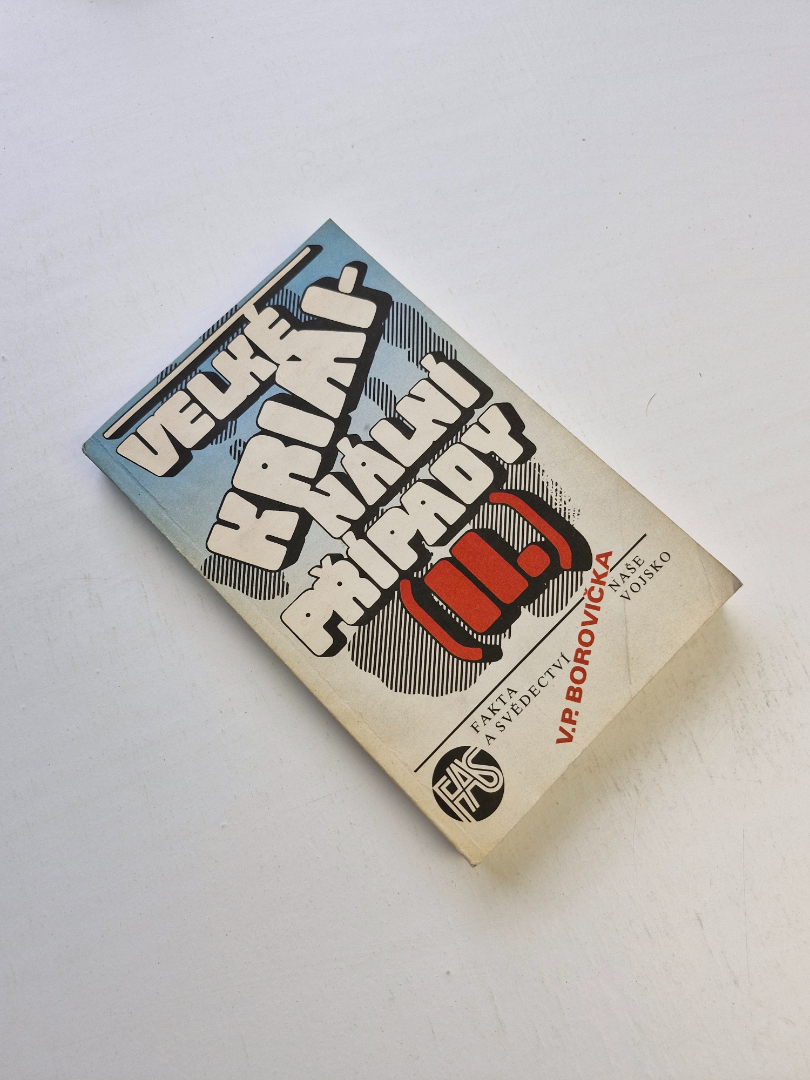 VELKÉ
KRIMI-
NÁLNÍ
PŘÍPADY
(II.)
FAKTA
A SVĚDECTVÍ
V.P. BOROVIČKA
NAŠE
VOJSKO
FAS